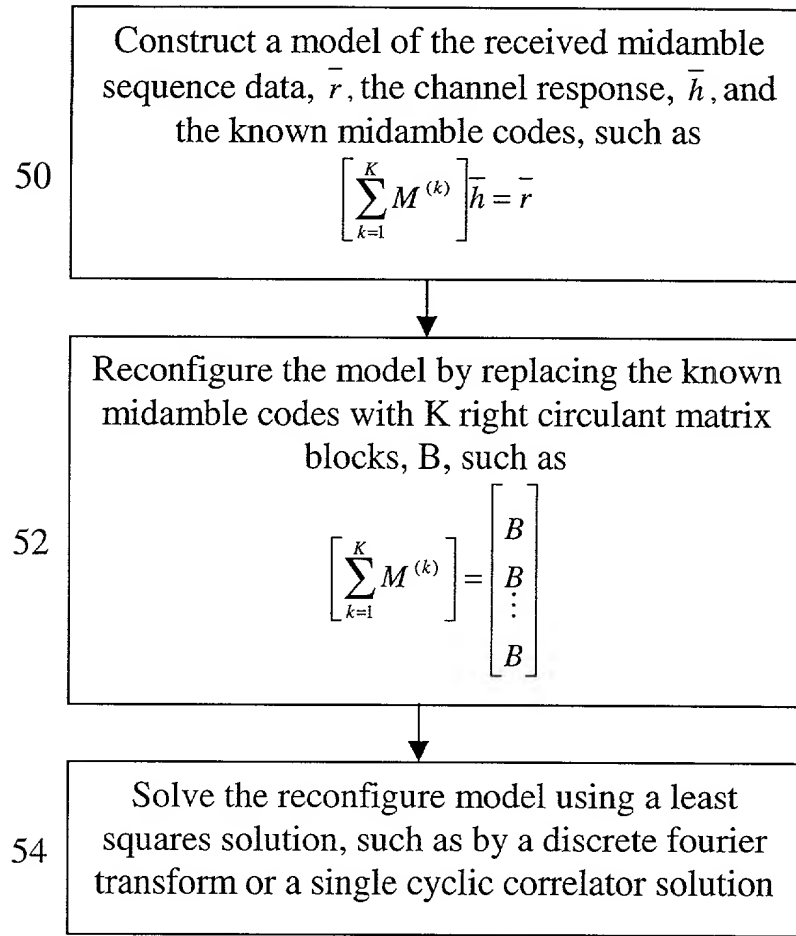 Construct a model of the received midamble
sequence data, r̅, the channel response, h̅, and
the known midamble codes, such as
50
[∑_{k=1}^{K} M^{(k)}] h̅ = r̅
Reconfigure the model by replacing the known
midamble codes with K right circulant matrix
blocks, B, such as
52
[∑_{k=1}^{K} M^{(k)}] = [B B ⋮ B]
Solve the reconfigure model using a least
54
squares solution, such as by a discrete fourier
transform or a single cyclic correlator solution